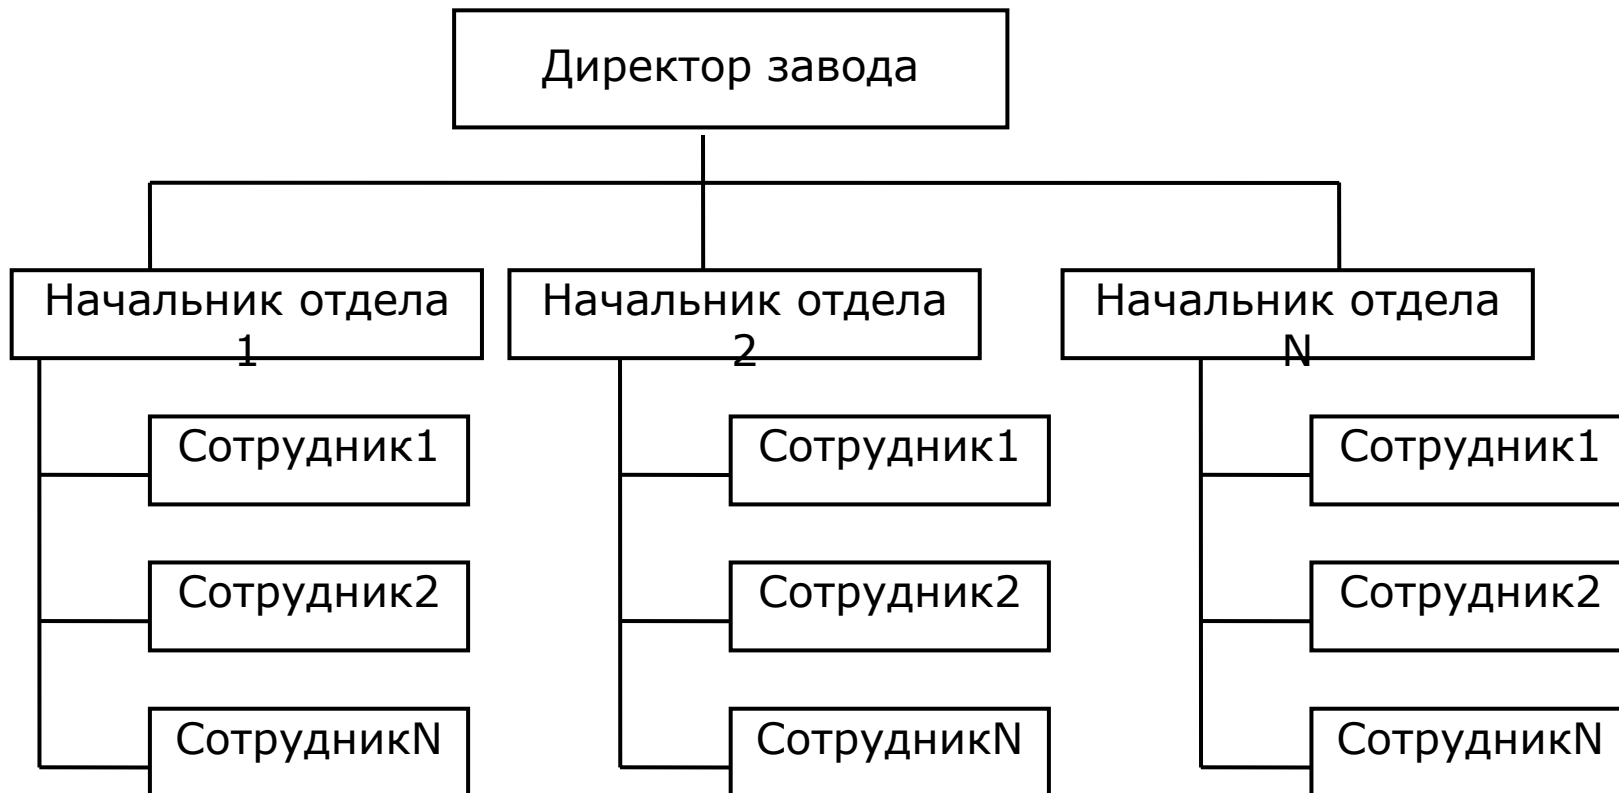 Директор завода
Начальник отдела
1
Начальник отдела
2
Начальник отдела
N
Сотрудник1
Сотрудник1
Сотрудник1
Сотрудник2
Сотрудник2
Сотрудник2
СотрудникN
СотрудникN
СотрудникN